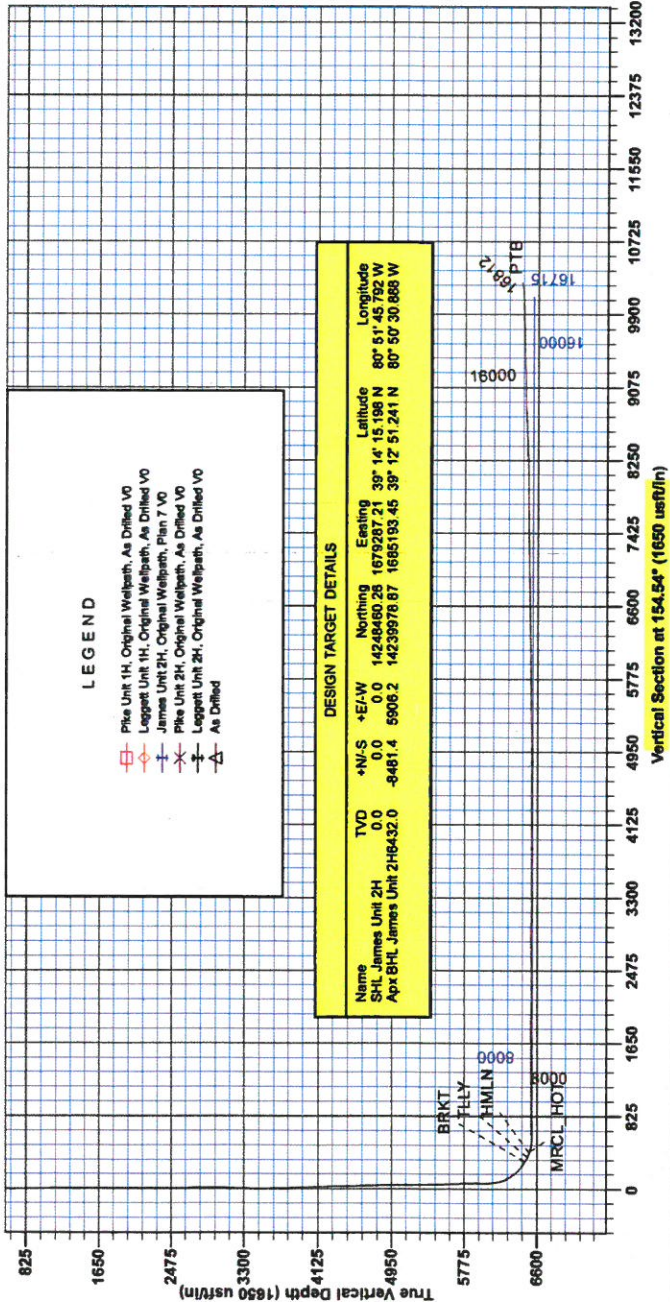 LEGEND
Pike Unit 1H, Original Wellpath, As Drilled V0
Leggett Unit 1H, Original Wellpath, As Drilled V0
James Unit 2H, Original Wellpath, Plan 7 V0
Pike Unit 2H, Original Wellpath, As Drilled V0
Leggett Unit 2H, Original Wellpath, As Drilled V0
As Drilled
DESIGN TARGET DETAILS
Name TVD +N/-S +E/-W Northing Easting Latitude Longitude
SHL James Unit 2H 0.0 0.0 0.0 14248460.26 1679287.21 39° 14' 15.198 N 80° 51' 45.792 W
Apx BHL James Unit 2H6432.0 -8481.4 5906.2 14239978.87 1685193.45 39° 12' 51.241 N 80° 50' 30.888 W
True Vertical Depth (1650 usft/in)
825
1650
2475
3300
4125
4950
5775
6600
BRKT
TLLY
HMLN
MRCL_HOT
8000
8000
16000
16000
16812
PTB
16715
0 825 1650 2475 3300 4125 4950 5775 6600 7425 8250 9075 9900 10725 11550 12375 13200
Vertical Section at 154.54° (1650 usft/in)